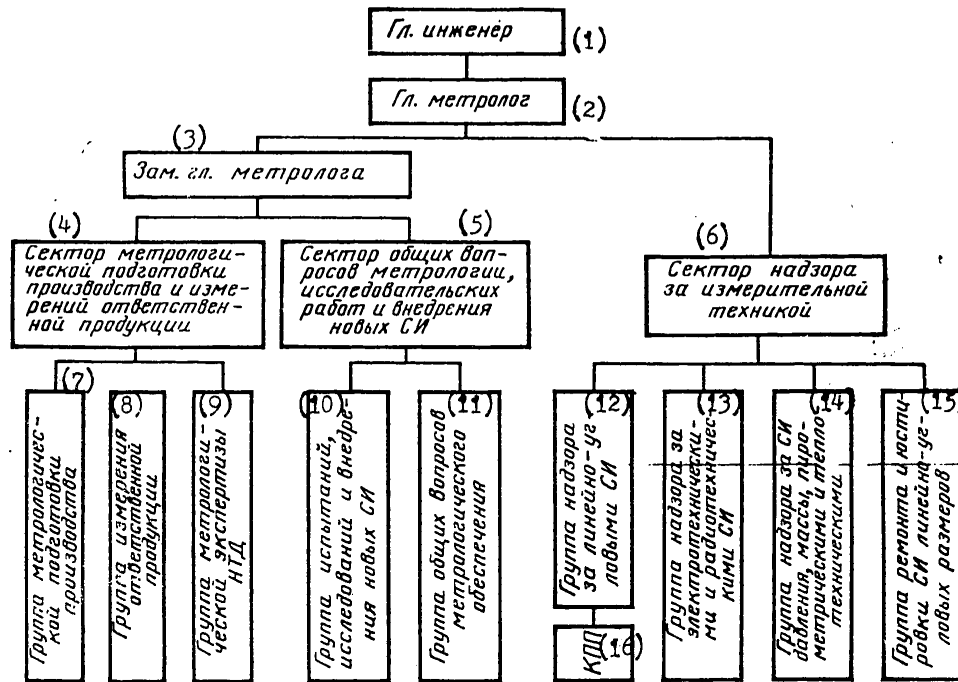 Гл. инженер
(1)
Гл. метролог
(2)
(3)
Зам. гл. метролога
(4)
Сектор метрологи-
ческой подготовки
производства и изме-
рений ответствен-
ной продукции
(5)
Сектор общих воп-
росов метрологии,
исследовательских
работ и внедрения
новых СИ
(6)
Сектор надзора
за измерительной
техникой
(7)
Группа метрологичес-
кой подготовки
производства
(8)
Группа измерения
ответственной
продукции
(9)
Группа метрологи-
ческой экспертизы
НТД
(10)
Группа испытаний,
исследований и внедре-
ния новых СИ
(11)
Группа общих вопросов
метрологического
обеспечения
(12)
Группа надзора
за линейно-уг
ловыми СИ
(13)
Группа надзора за
электротехнически-
ми и радиотехничес-
кими СИ
(14)
Группа надзора за СИ
давления, массы, пиро-
метрическими и тепло-
техническими
(15)
Группа ремонта и юсти-
ровки СИ линейно-уг-
ловых размеров
КПП
(16)